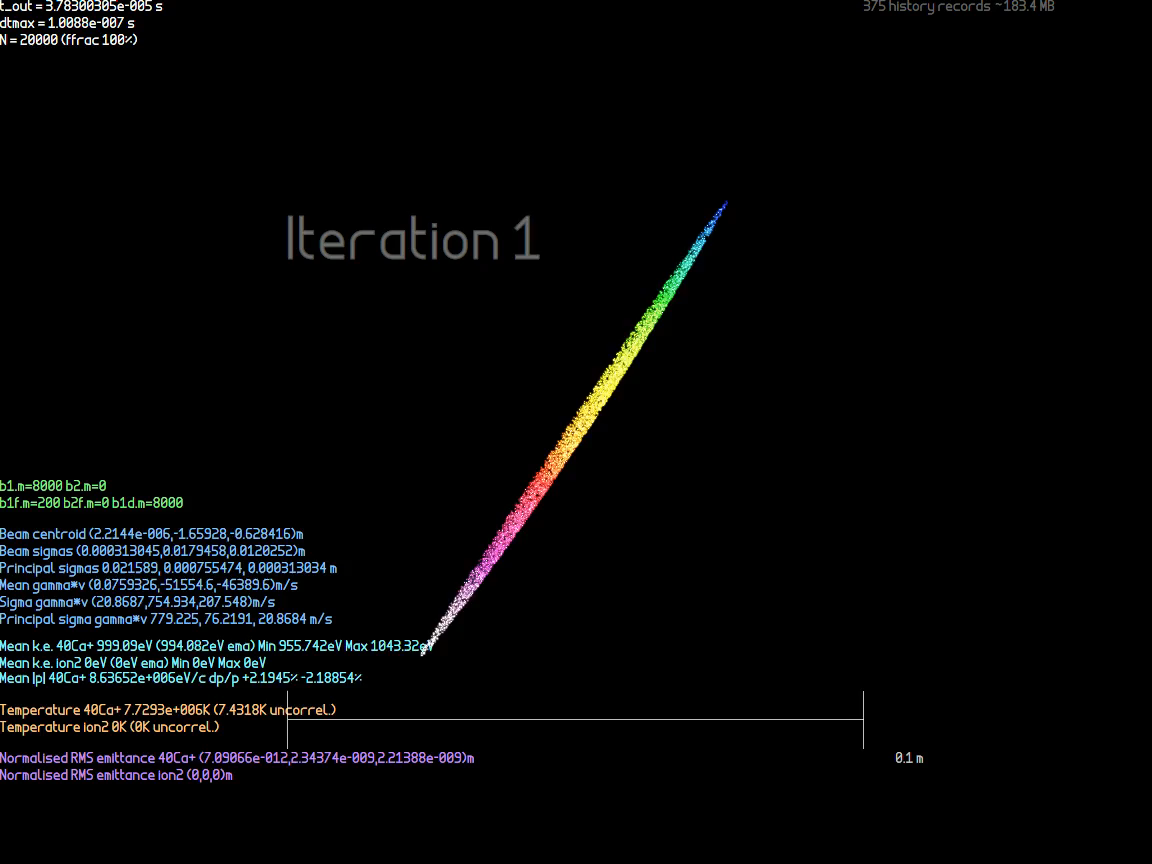 t_out = 3.78300305e-005 s
375 history records ~183.4 MB
dtmax = 1.0088e-007 s
N = 20000 (ffrac 100%)
Iteration 1
b1.m=8000 b2.m=0
b1f.m=200 b2f.m=0 b1d.m=8000
Beam centroid (2.2144e-006,-1.65928,-0.628416)m
Beam sigmas (0.000313045,0.0179458,0.0120252)m
Principal sigmas 0.021589, 0.000755474, 0.000313034 m
Mean gamma*v (0.0759326,-51554.6,-46389.6)m/s
Sigma gamma*v (20.8687,754.934,207.548)m/s
Principal sigma gamma*v 779.225, 76.2191, 20.8684 m/s
Mean k.e. 40Ca+ 999.09eV (994.082eV ema) Min 955.742eV Max 1043.32eV
Mean k.e. ion2 0eV (0eV ema) Min 0eV Max 0eV
Mean |p| 40Ca+ 8.63652e+006eV/c dp/p +2.1945% -2.18854%
Temperature 40Ca+ 7.7293e+006K (7.4318K uncorrel.)
Temperature ion2 0K (0K uncorrel.)
Normalised RMS emittance 40Ca+ (7.09066e-012,2.34374e-009,2.21388e-009)m
0.1 m
Normalised RMS emittance ion2 (0,0,0)m